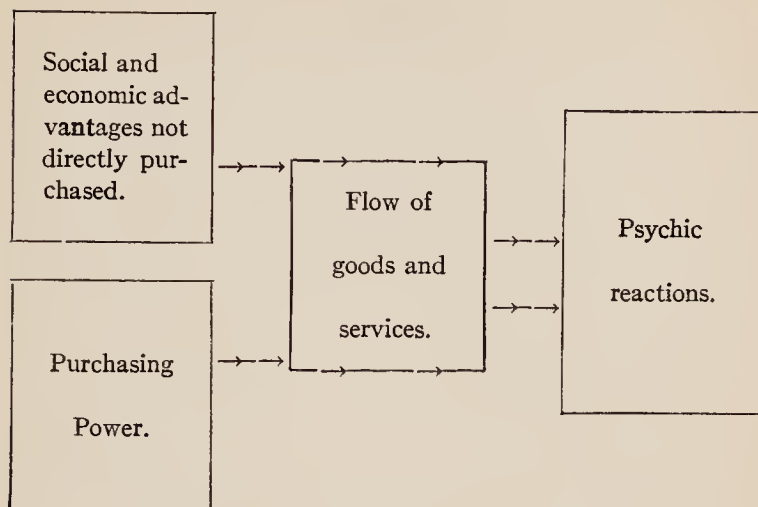 Social and
economic ad-
vantages not
directly pur-
chased.
Purchasing
Power.
Flow of
goods and
services.
Psychic
reactions.